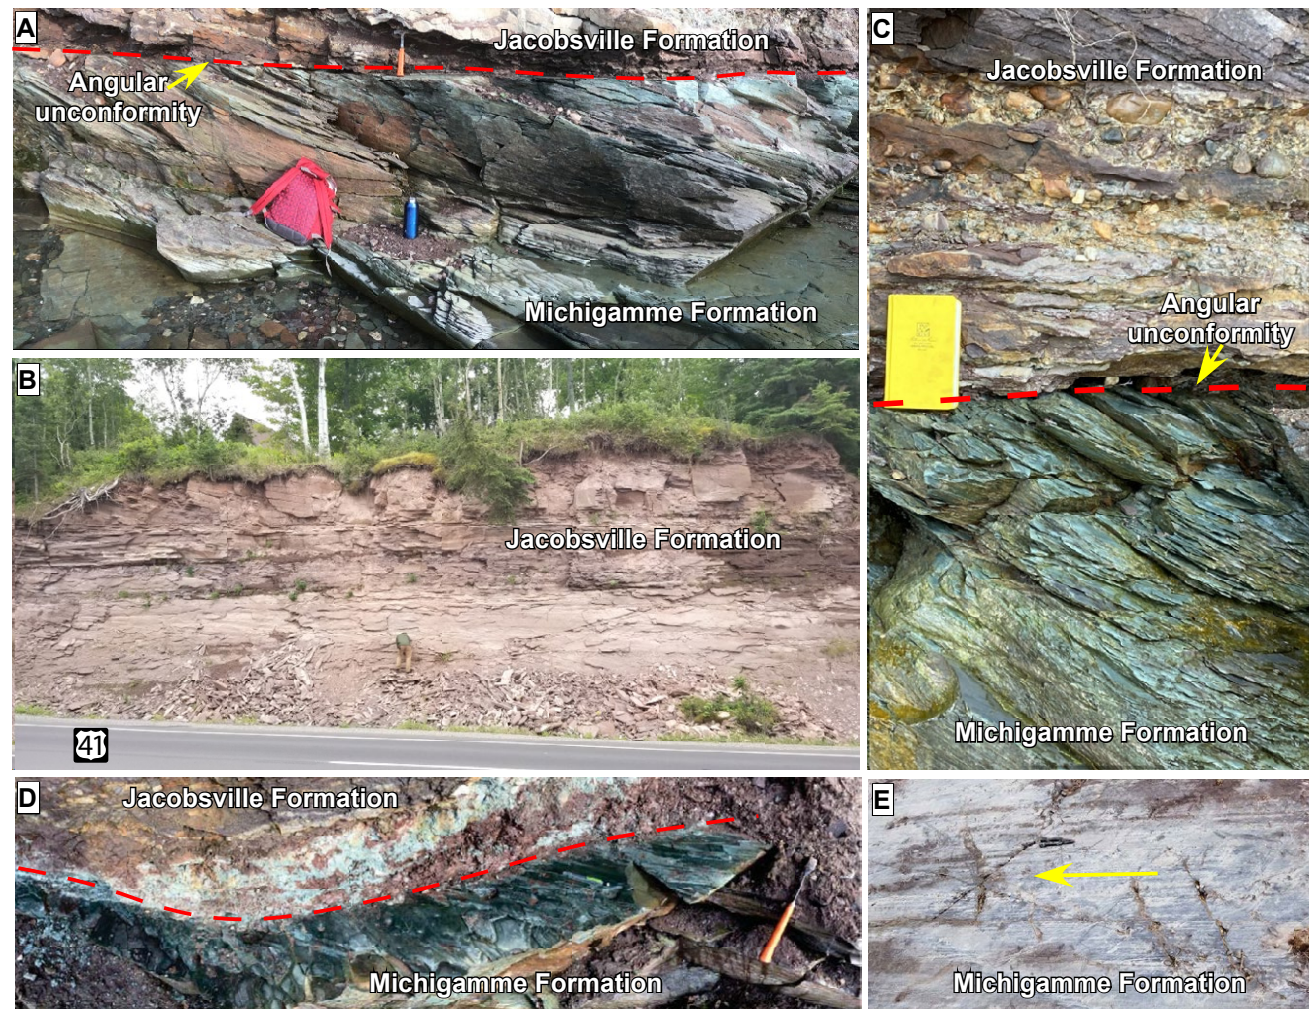 A
Jacobsville Formation
Angular
unconformity
Michigamme Formation
B
Jacobsville Formation
41
C
Jacobsville Formation
Angular
unconformity
Michigamme Formation
D
Jacobsville Formation
Michigamme Formation
E
Michigamme Formation